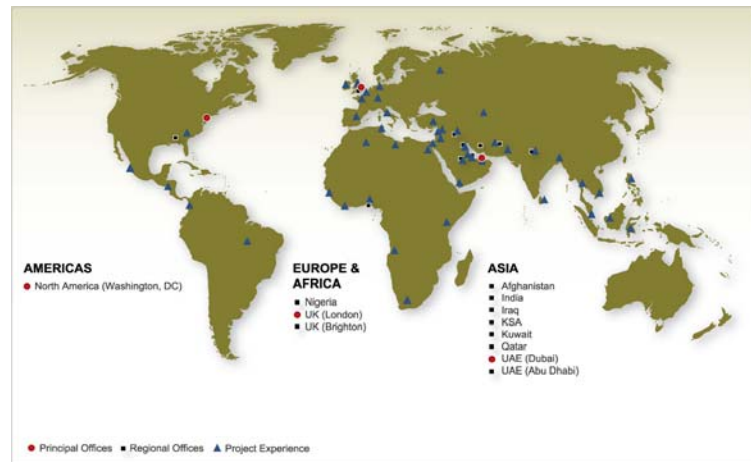 AMERICAS
North America (Washington, DC)
EUROPE &
AFRICA
Nigeria
UK (London)
UK (Brighton)
ASIA
Afghanistan
India
Iraq
KSA
Kuwait
Qatar
UAE (Dubai)
UAE (Abu Dhabi)
Principal Offices Regional Offices Project Experience